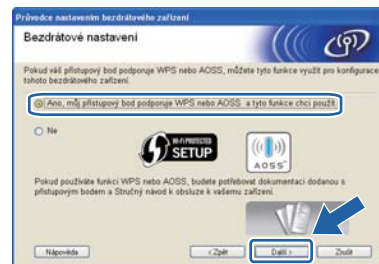 Průvodce nastavením bezdrátového zařízení
Bezdrátové nastavení
Pokud váš přístupový bod podporuje WPS nebo AOSS, můžete tyto funkce využít pro konfigurace
tohoto bezdrátového zařízení.
Ano, můj přístupový bod podporuje WPS nebo AOSS a tyto funkce chci použít.
Ne
Wi-Fi PROTECTED
SETUP
AOSS
Pokud používáte funkci WPS nebo AOSS, budete potřebovat dokumentaci dodanou s
přístupovým bodem a Stručný návod k obsluze k vašemu zařízení.
Nápověda
< Zpět
Další >
Zrušit